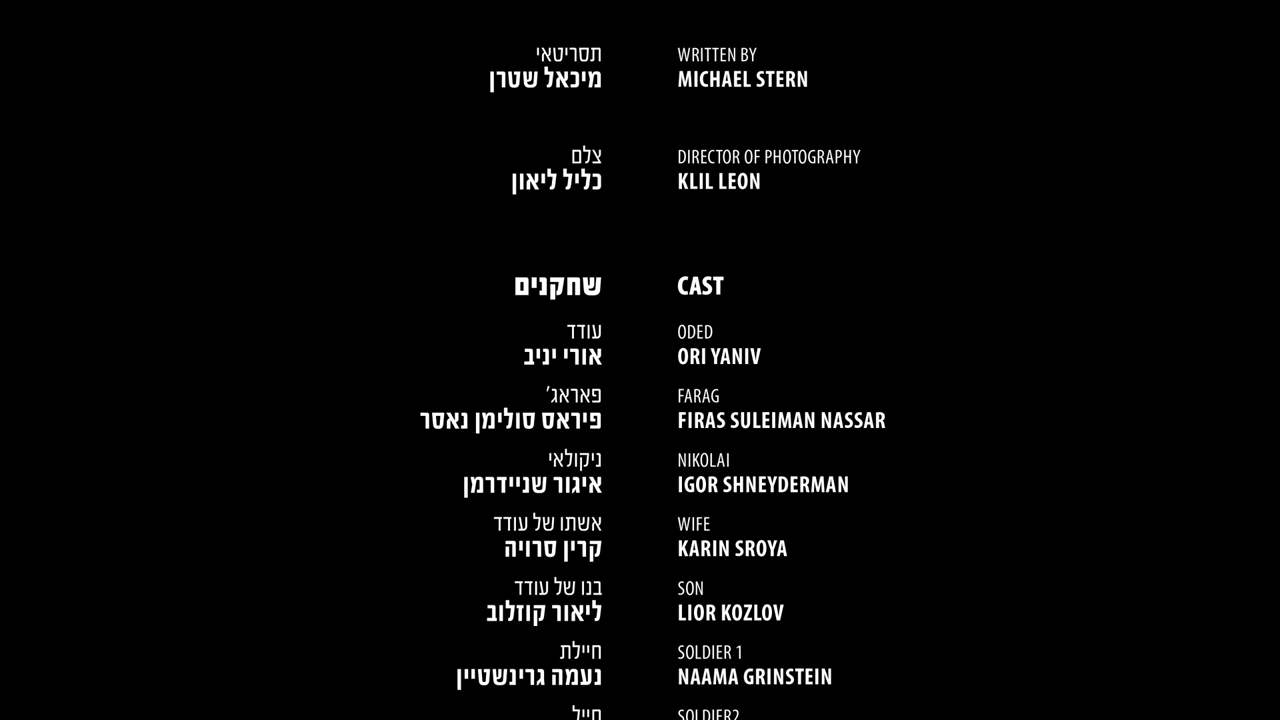 תסריטאי
WRITTEN BY
מיכאל שטרן
MICHAEL STERN
צלם
DIRECTOR OF PHOTOGRAPHY
כליל ליאון
KLIL LEON
שחקנים
CAST
עודד
ODED
אורי יניב
ORI YANIV
פאראג'
FARAG
פיראס סולימן נאסר
FIRAS SULEIMAN NASSAR
ניקולאי
NIKOLAI
איגור שניידרמן
IGOR SHNEYDERMAN
אשתו של עודד
WIFE
קרין סרויה
KARIN SROYA
בנו של עודד
SON
ליאור קוזלוב
LIOR KOZLOV
חיילת
SOLDIER 1
נעמה גרינשטיין
NAAMA GRINSTEIN
חייל
SOLDIER2